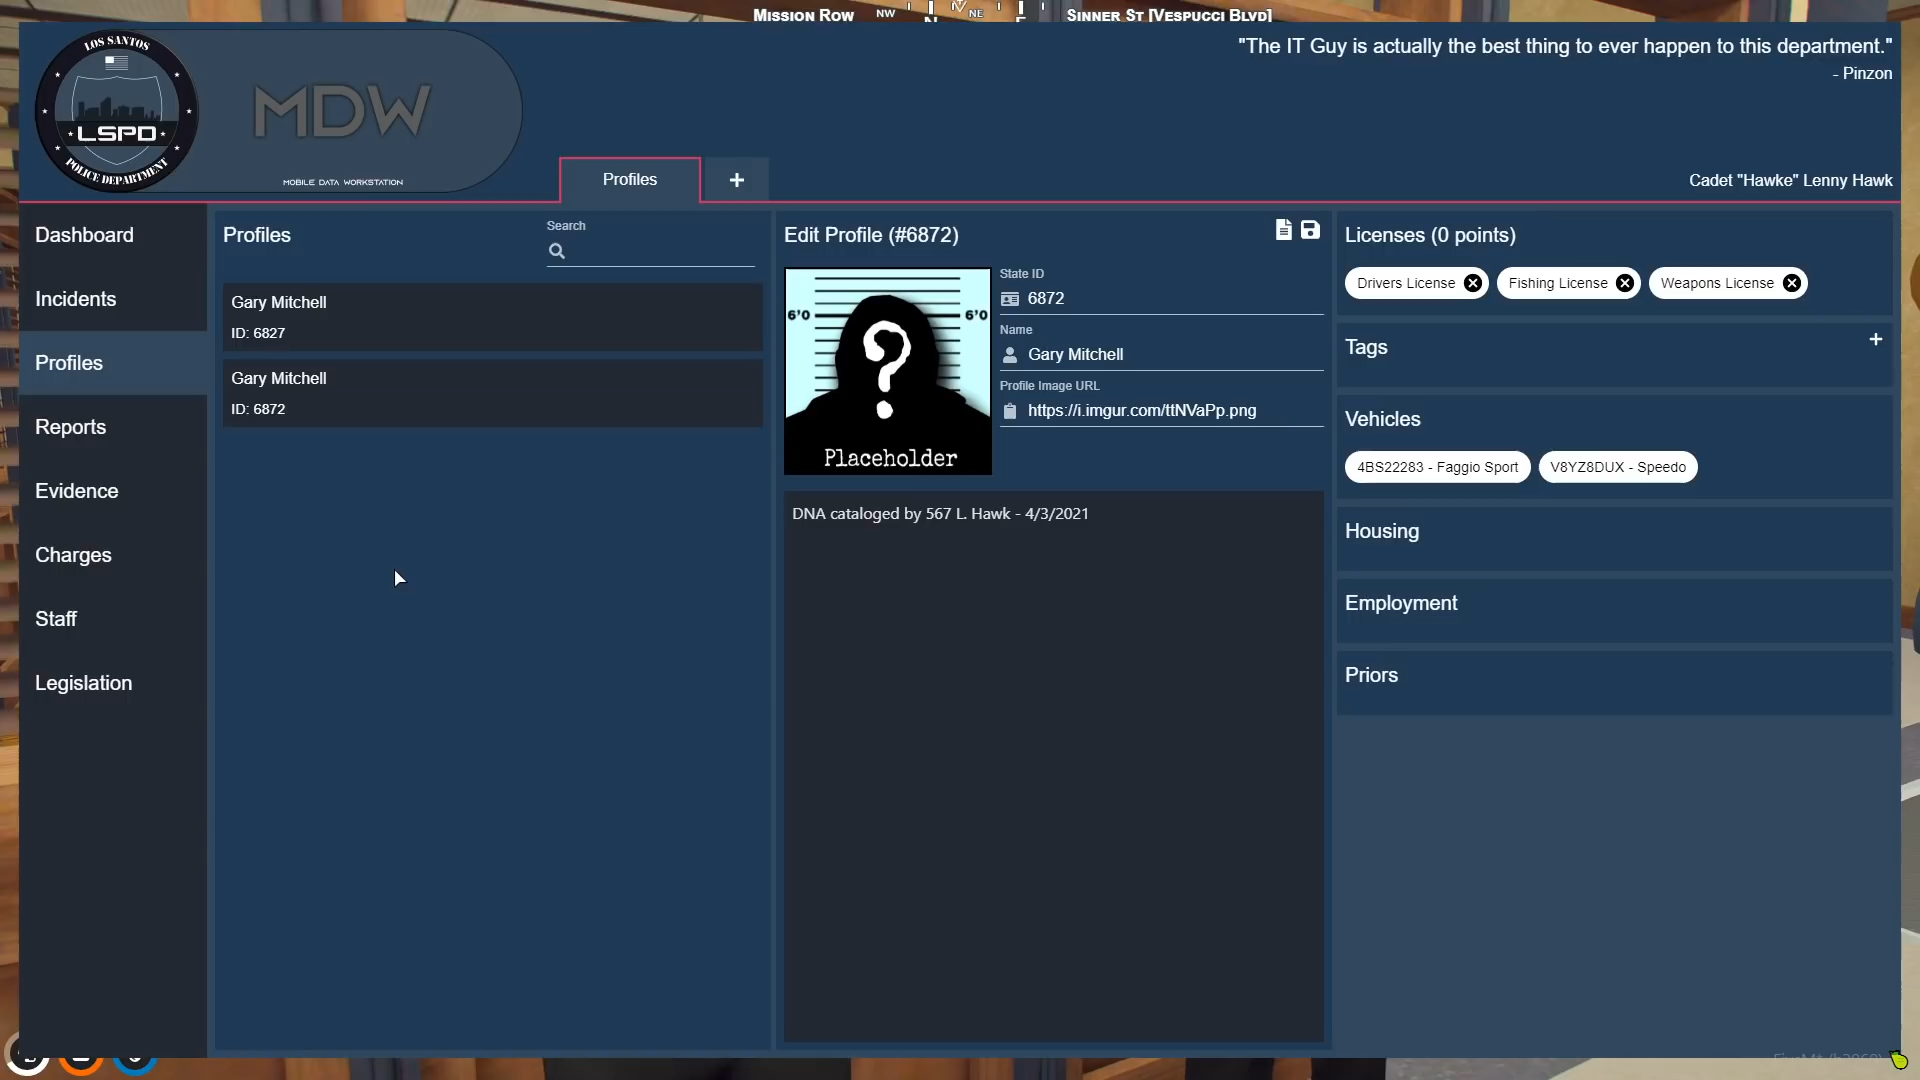 Mission Row NW N NE E Sinner St [Vespucci Blvd]
LOS SANTOS
LSPD
POLICE DEPARTMENT
MDW
MOBILE DATA WORKSTATION
"The IT Guy is actually the best thing to ever happen to this department."
- Pinzon
Profiles
Cadet "Hawke" Lenny Hawk
Dashboard
Incidents
Profiles
Reports
Evidence
Charges
Staff
Legislation
Profiles
Search
Gary Mitchell
ID: 6827
Gary Mitchell
ID: 6872
Edit Profile (#6872)
6'0 6'0
Placeholder
State ID
6872
Name
Gary Mitchell
Profile Image URL
https://i.imgur.com/ttNVaPp.png
DNA cataloged by 567 L. Hawk - 4/3/2021
Licenses (0 points)
Drivers License Fishing License Weapons License
Tags
Vehicles
4BS22283 - Faggio Sport V8YZ8DUX - Speedo
Housing
Employment
Priors